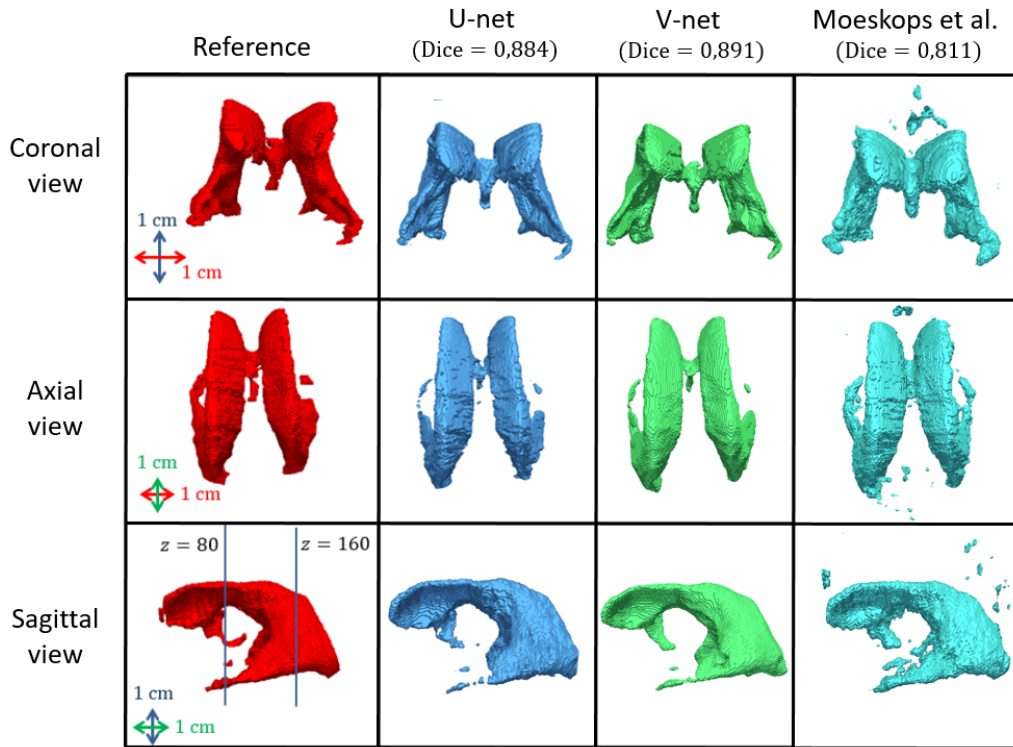 Reference
U-net
(Dice = 0,884)
V-net
(Dice = 0,891)
Moeskops et al.
(Dice = 0,811)
Coronal
view
1 cm
1 cm
Axial
view
1 cm
1 cm
Sagittal
view
z = 80
z = 160
1 cm
1 cm